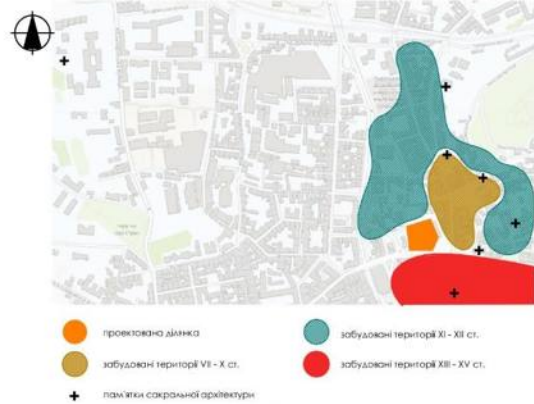 проектована ділянка
забудовані території XI - XII ст.
забудовані території VII - X ст.
забудовані території XIII - XV ст.
пам'ятки сакральної архітектури